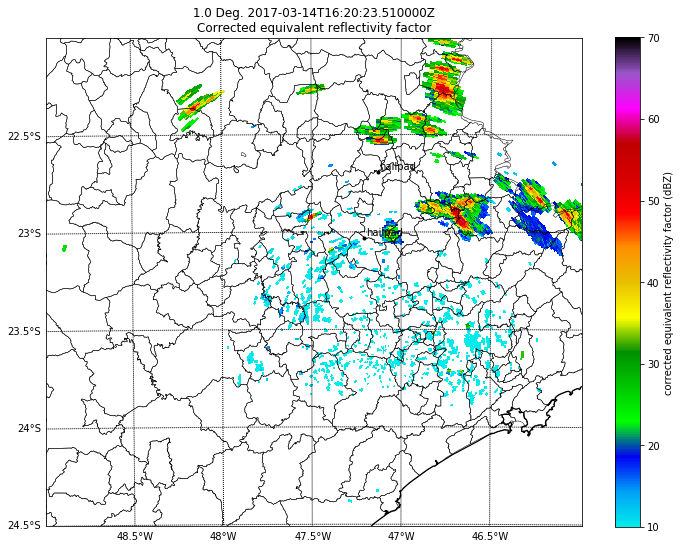 1.0 Deg. 2017-03-14T16:20:23.510000Z
Corrected equivalent reflectivity factor
22.5°S
23°S
23.5°S
24°S
24.5°S
48.5°W
48°W
47.5°W
47°W
46.5°W
hailpad
hailpad
70
60
50
40
30
20
10
corrected equivalent reflectivity factor (dBZ)